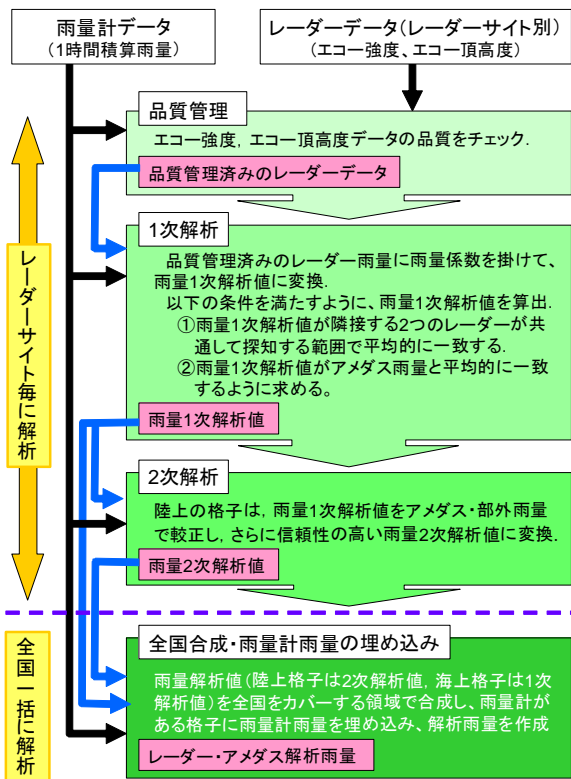 雨量計データ
(1時間積算雨量)
レーダーデータ(レーダーサイト別)
(エコー強度、エコー頂高度)
品質管理
エコー強度,エコー頂高度データの品質をチェック.
品質管理済みのレーダーデータ
1次解析
品質管理済みのレーダー雨量に雨量係数を掛けて、
雨量1次解析値に変換.
以下の条件を満たすように、雨量1次解析値を算出.
①雨量1次解析値が隣接する2つのレーダーが共
通して探知する範囲で平均的に一致する.
②雨量1次解析値がアメダス雨量と平均的に一致
するように求める。
雨量1次解析値
レーダーサイト毎に解析
2次解析
陸上の格子は,雨量1次解析値をアメダス・部外雨量
で較正し,さらに信頼性の高い雨量2次解析値に変換.
雨量2次解析値
全国合成・雨量計雨量の埋め込み
雨量解析値(陸上格子は2次解析値,海上格子は1次
解析値)を全国をカバーする領域で合成し、雨量計が
ある格子に雨量計雨量を埋め込み、解析雨量を作成
レーダー・アメダス解析雨量
全国一括に解析